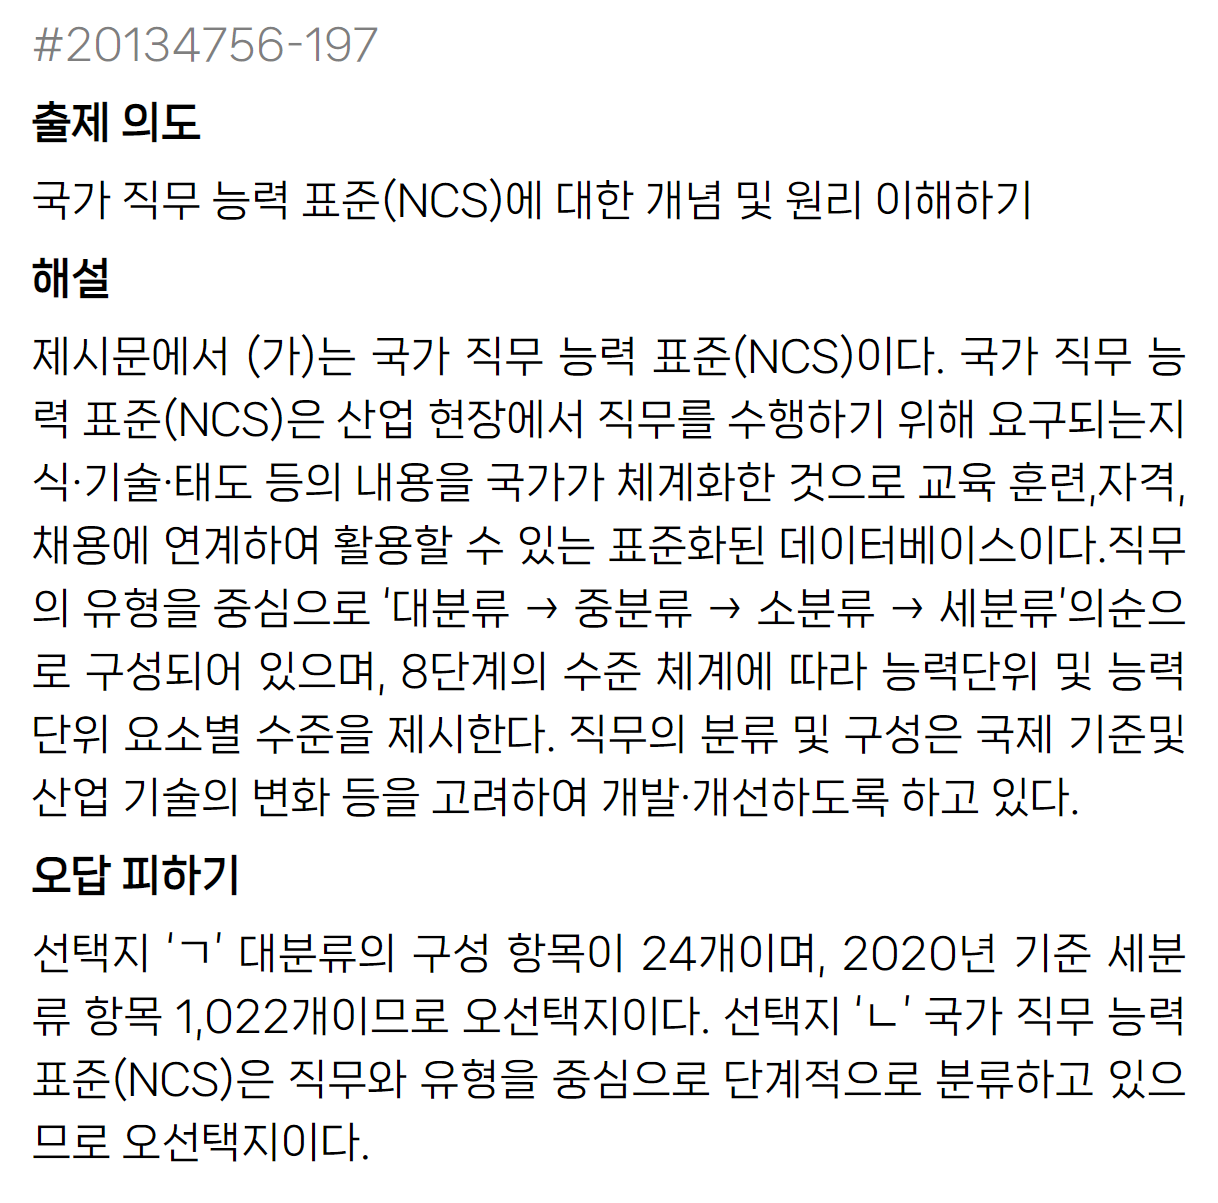 #20134756-197
출제 의도
국가 직무 능력 표준(NCS)에 대한 개념 및 원리 이해하기
해설
제시문에서 (가)는 국가 직무 능력 표준(NCS)이다. 국가 직무 능
력 표준(NCS)은 산업 현장에서 직무를 수행하기 위해 요구되는지
식·기술·태도 등의 내용을 국가가 체계화한 것으로 교육 훈련,자격,
채용에 연계하여 활용할 수 있는 표준화된 데이터베이스이다.직무
의 유형을 중심으로 '대분류 → 중분류 → 소분류 → 세분류'의순으
로 구성되어 있으며, 8단계의 수준 체계에 따라 능력단위 및 능력
단위 요소별 수준을 제시한다. 직무의 분류 및 구성은 국제 기준및
산업 기술의 변화 등을 고려하여 개발·개선하도록 하고 있다.
오답 피하기
선택지 'ㄱ' 대분류의 구성 항목이 24개이며, 2020년 기준 세분
류 항목 1,022개이므로 오선택지이다. 선택지 'ㄴ' 국가 직무 능력
표준(NCS)은 직무와 유형을 중심으로 단계적으로 분류하고 있으
므로 오선택지이다.